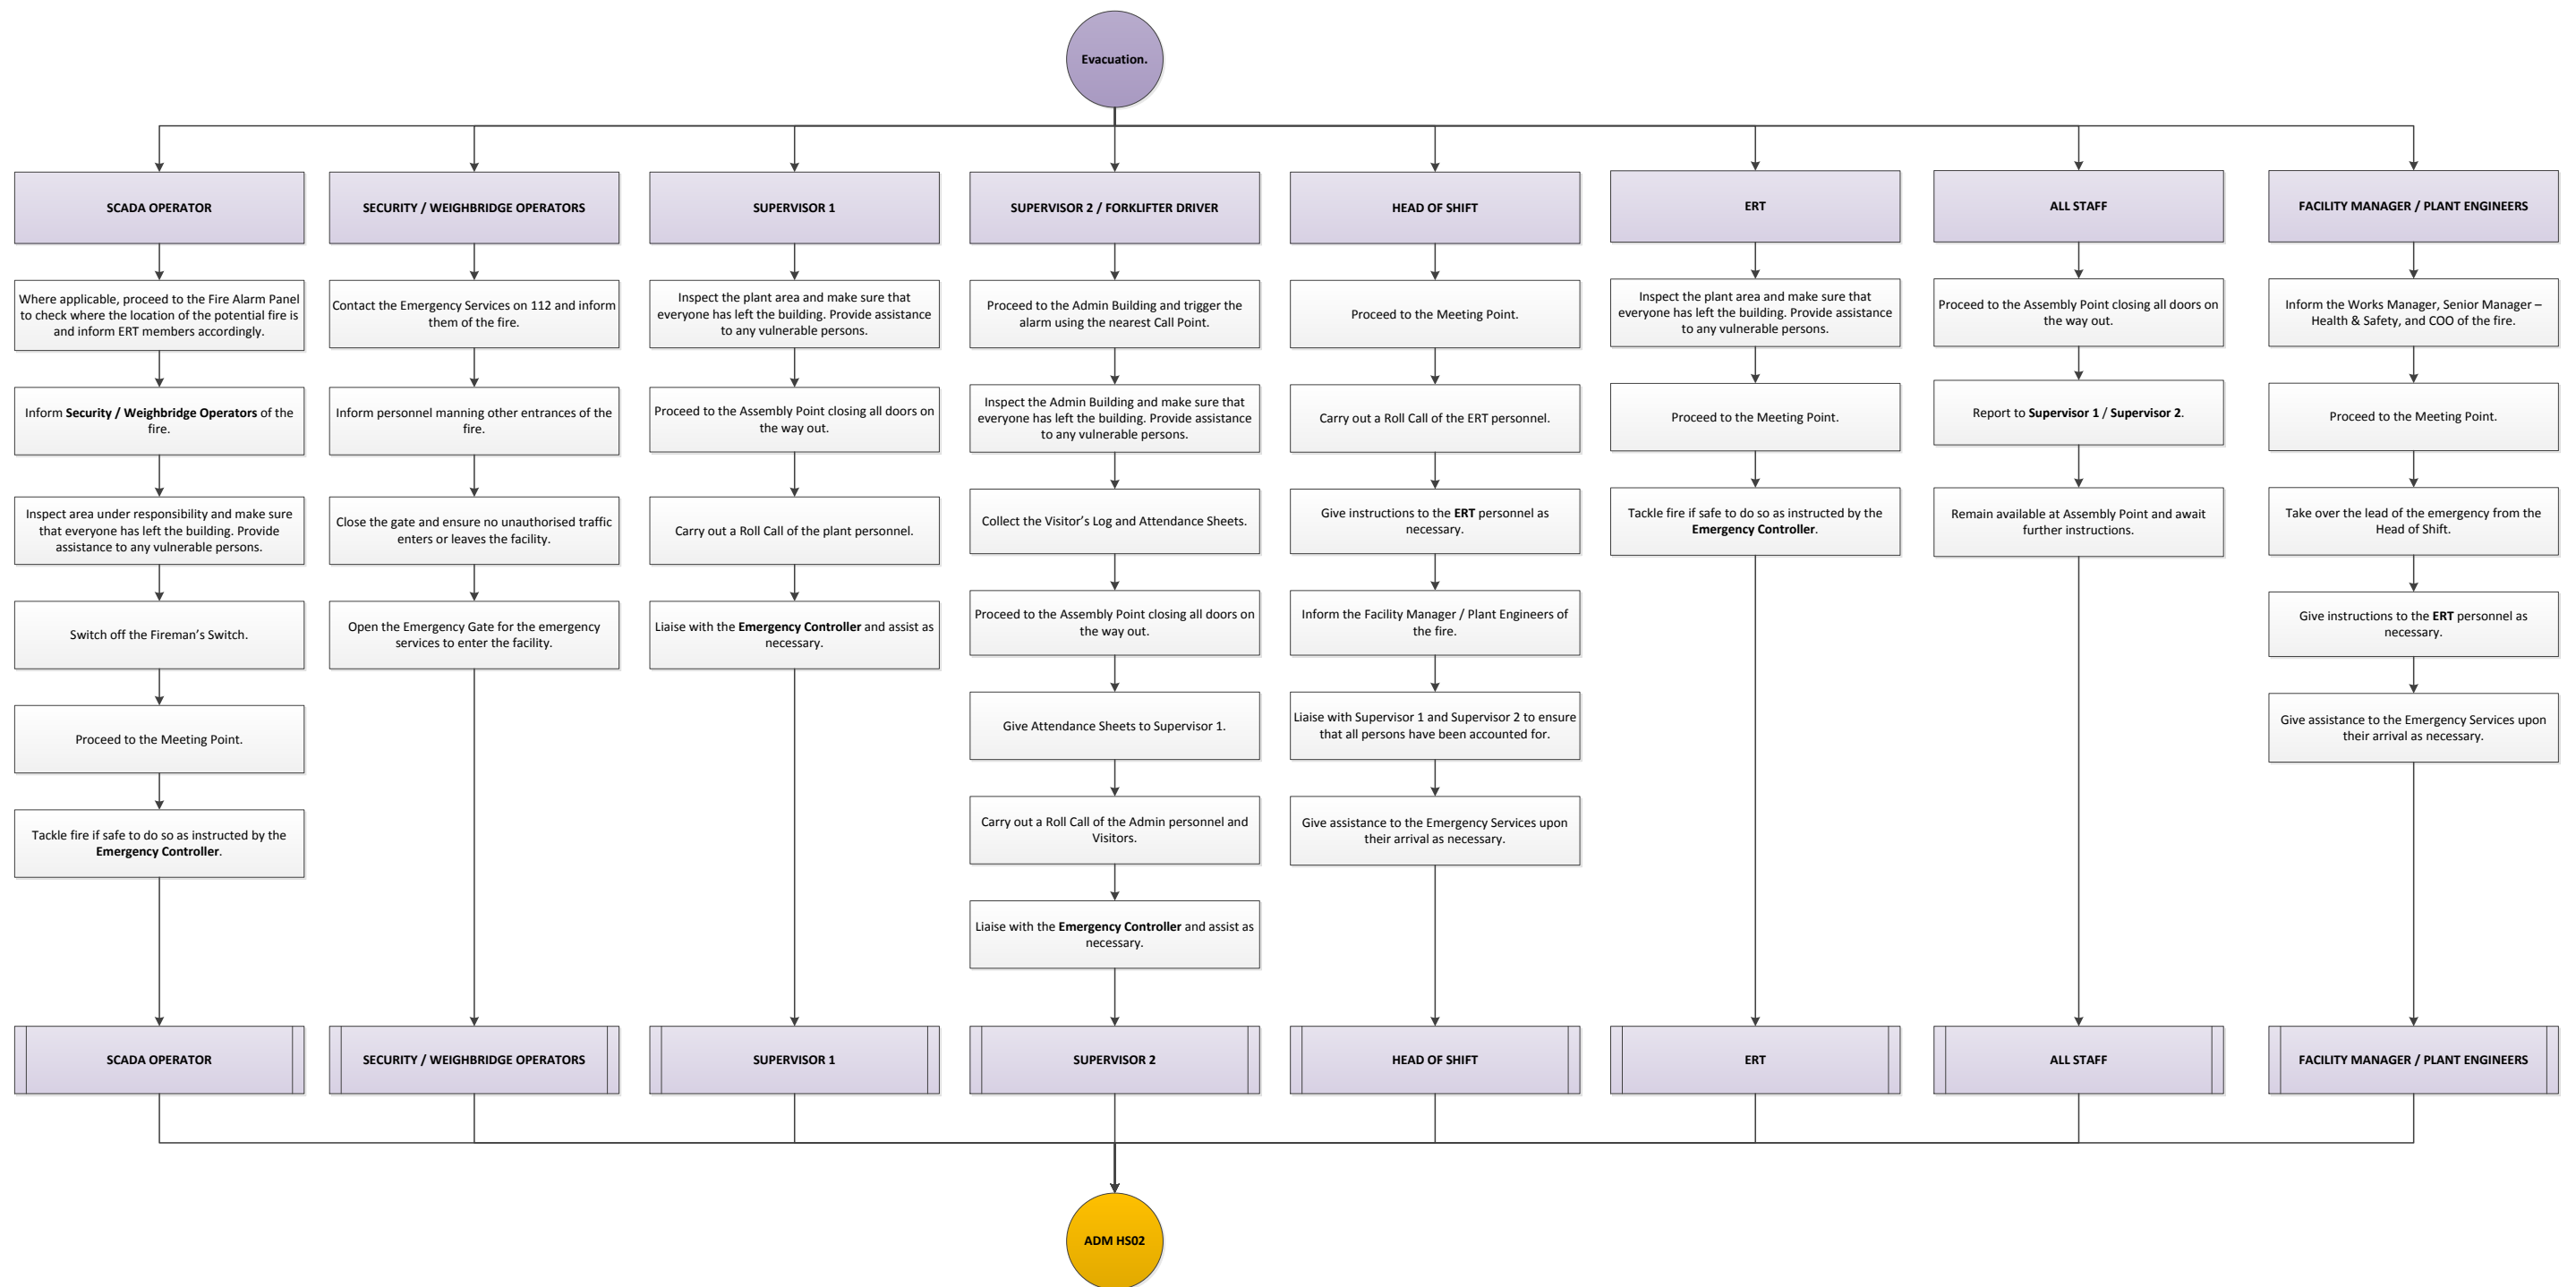 Evacuation.
SCADA OPERATOR
Where applicable, proceed to the Fire Alarm Panel
to check where the location of the potential fire is
and inform ERT members accordingly.
Inform Security / Weighbridge Operators of the
fire.
Inspect area under responsibility and make sure
that everyone has left the building. Provide
assistance to any vulnerable persons.
Switch off the Fireman's Switch.
Proceed to the Meeting Point.
Tackle fire if safe to do so as instructed by the
Emergency Controller.
SCADA OPERATOR
SECURITY / WEIGHBRIDGE OPERATORS
Contact the Emergency Services on 112 and inform
them of the fire.
Inform personnel manning other entrances of the
fire.
Close the gate and ensure no unauthorised traffic
enters or leaves the facility.
Open the Emergency Gate for the emergency
services to enter the facility.
SECURITY / WEIGHBRIDGE OPERATORS
SUPERVISOR 1
Inspect the plant area and make sure that
everyone has left the building. Provide assistance
to any vulnerable persons.
Proceed to the Assembly Point closing all doors on
the way out.
Carry out a Roll Call of the plant personnel.
Liaise with the Emergency Controller and assist as
necessary.
SUPERVISOR 1
SUPERVISOR 2 / FORKLIFTER DRIVER
Proceed to the Admin Building and trigger the
alarm using the nearest Call Point.
Inspect the Admin Building and make sure that
everyone has left the building. Provide assistance
to any vulnerable persons.
Collect the Visitor's Log and Attendance Sheets.
Proceed to the Assembly Point closing all doors on
the way out.
Give Attendance Sheets to Supervisor 1.
Carry out a Roll Call of the Admin personnel and
Visitors.
Liaise with the Emergency Controller and assist as
necessary.
SUPERVISOR 2
HEAD OF SHIFT
Proceed to the Meeting Point.
Carry out a Roll Call of the ERT personnel.
Give instructions to the ERT personnel as
necessary.
Inform the Facility Manager / Plant Engineers of
the fire.
Liaise with Supervisor 1 and Supervisor 2 to ensure
that all persons have been accounted for.
Give assistance to the Emergency Services upon
their arrival as necessary.
HEAD OF SHIFT
ERT
Inspect the plant area and make sure that
everyone has left the building. Provide assistance
to any vulnerable persons.
Proceed to the Meeting Point.
Tackle fire if safe to do so as instructed by the
Emergency Controller.
ERT
ALL STAFF
Proceed to the Assembly Point closing all doors on
the way out.
Report to Supervisor 1 / Supervisor 2.
Remain available at Assembly Point and await
further instructions.
ALL STAFF
FACILITY MANAGER / PLANT ENGINEERS
Inform the Works Manager, Senior Manager –
Health & Safety, and COO of the fire.
Proceed to the Meeting Point.
Take over the lead of the emergency from the
Head of Shift.
Give instructions to the ERT personnel as
necessary.
Give assistance to the Emergency Services upon
their arrival as necessary.
FACILITY MANAGER / PLANT ENGINEERS
ADM HS02